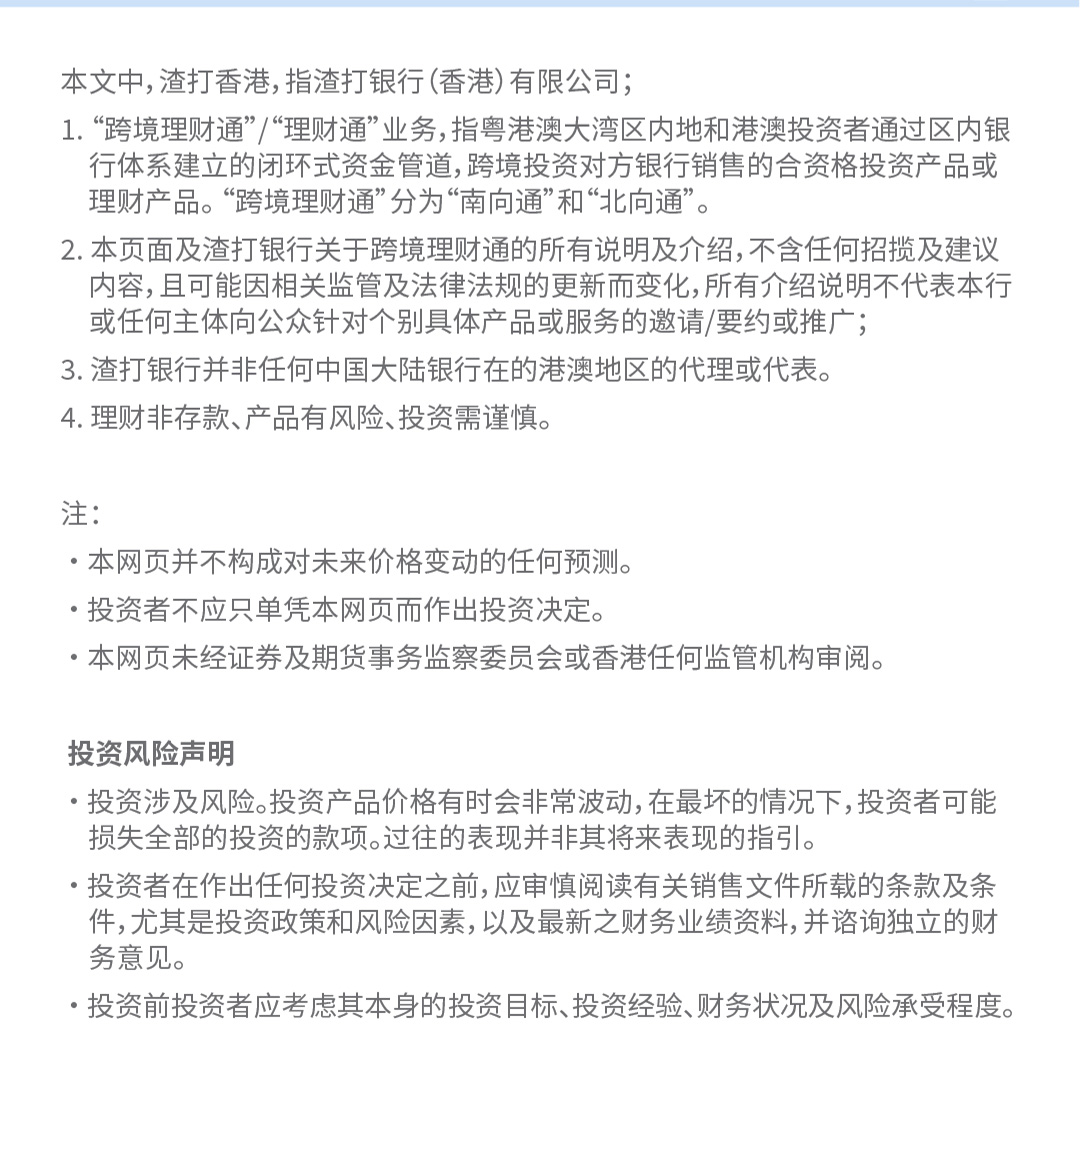 本文中，渣打香港，指渣打银行（香港）有限公司；
1. “跨境理财通”/“理财通”业务，指粤港澳大湾区内地和港澳投资者通过区内银
行体系建立的闭环式资金管道，跨境投资对方银行销售的合资格投资产品或
理财产品。“跨境理财通”分为“南向通”和“北向通”。
2. 本页面及渣打银行关于跨境理财通的所有说明及介绍，不含任何招揽及建议
内容，且可能因相关监管及法律法规的更新而变化，所有介绍说明不代表本行
或任何主体向公众针对个别具体产品或服务的邀请/要约或推广；
3. 渣打银行并非任何中国大陆银行在的港澳地区的代理或代表。
4. 理财非存款、产品有风险、投资需谨慎。
注：
・本网页并不构成对未来价格变动的任何预测。
・投资者不应只单凭本网页而作出投资决定。
・本网页未经证券及期货事务监察委员会或香港任何监管机构审阅。
投资风险声明
・投资涉及风险。投资产品价格有时会非常波动，在最坏的情况下，投资者可能
损失全部的投资的款项。过往的表现并非其将来表现的指引。
・投资者在作出任何投资决定之前，应审慎阅读有关销售文件所载的条款及条
件，尤其是投资政策和风险因素，以及最新之财务业绩资料，并谘询独立的财
务意见。
・投资前投资者应考虑其本身的投资目标、投资经验、财务状况及风险承受程度。